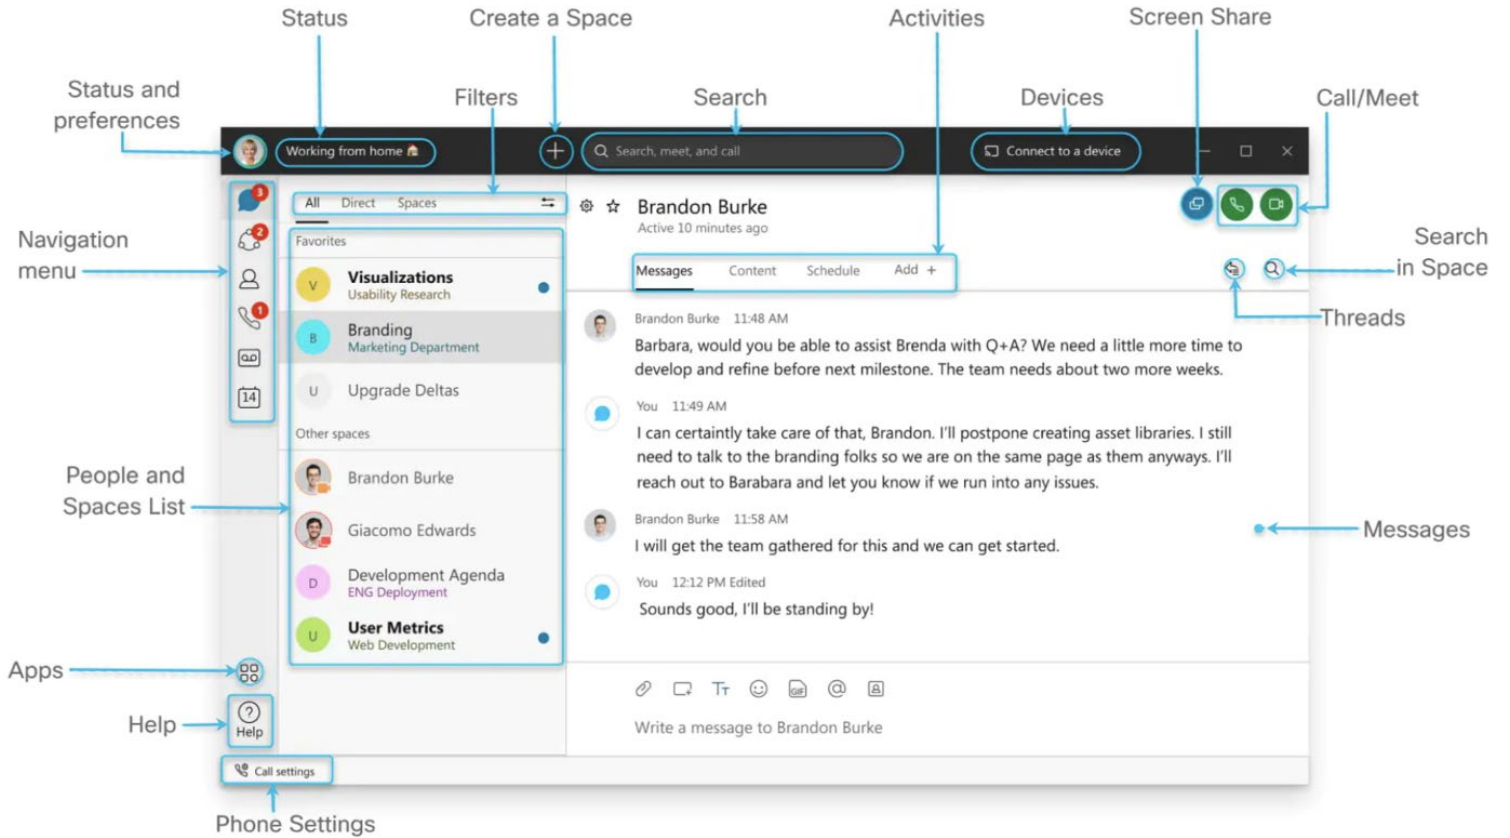 Status
Create a Space
Activities
Screen Share
Status and
preferences
Filters
Search
Devices
Call/Meet
Working from home
Search, meet, and call
Connect to a device
3
All
Direct
Spaces
Brandon Burke
Active 10 minutes ago
Navigation
menu
2
Favorites
Search
in Space
V
Visualizations
Usability Research
Messages
Content
Schedule
Add +
1
B
Branding
Marketing Department
Brandon Burke 11:48 AM
Barbara, would you be able to assist Brenda with Q+A? We need a little more time to
develop and refine before next milestone. The team needs about two more weeks.
Threads
14
U
Upgrade Deltas
You 11:49 AM
I can certaintly take care of that, Brandon. I'll postpone creating asset libraries. I still
need to talk to the branding folks so we are on the same page as them anyways. I'll
reach out to Barabara and let you know if we run into any issues.
Other spaces
People and
Spaces List
Brandon Burke
Giacomo Edwards
Brandon Burke 11:58 AM
I will get the team gathered for this and we can get started.
Messages
D
Development Agenda
ENG Deployment
You 12:12 PM Edited
Sounds good, I'll be standing by!
U
User Metrics
Web Development
Apps
Tт
GIF
@
Help
?
Help
Write a message to Brandon Burke
Call settings
Phone Settings